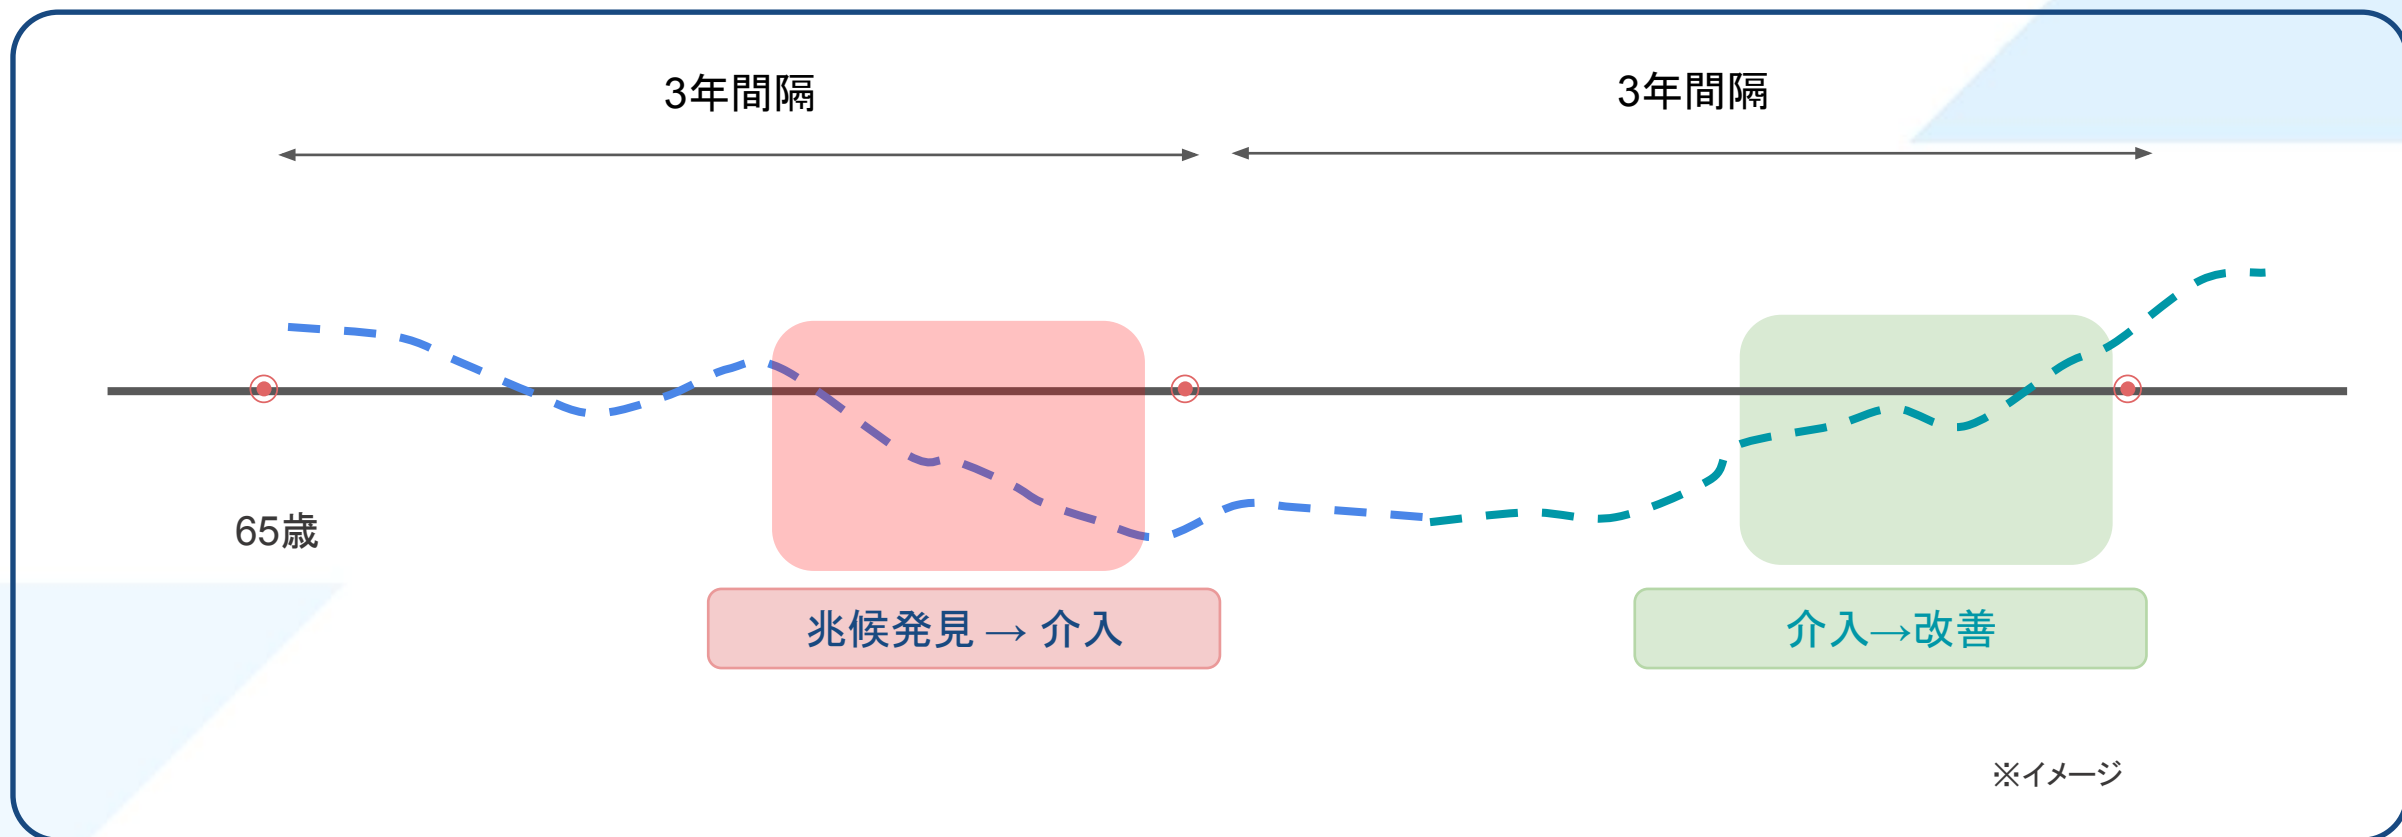 3年間隔
3年間隔
65歳
兆候発見 → 介入
介入→改善
※イメージ